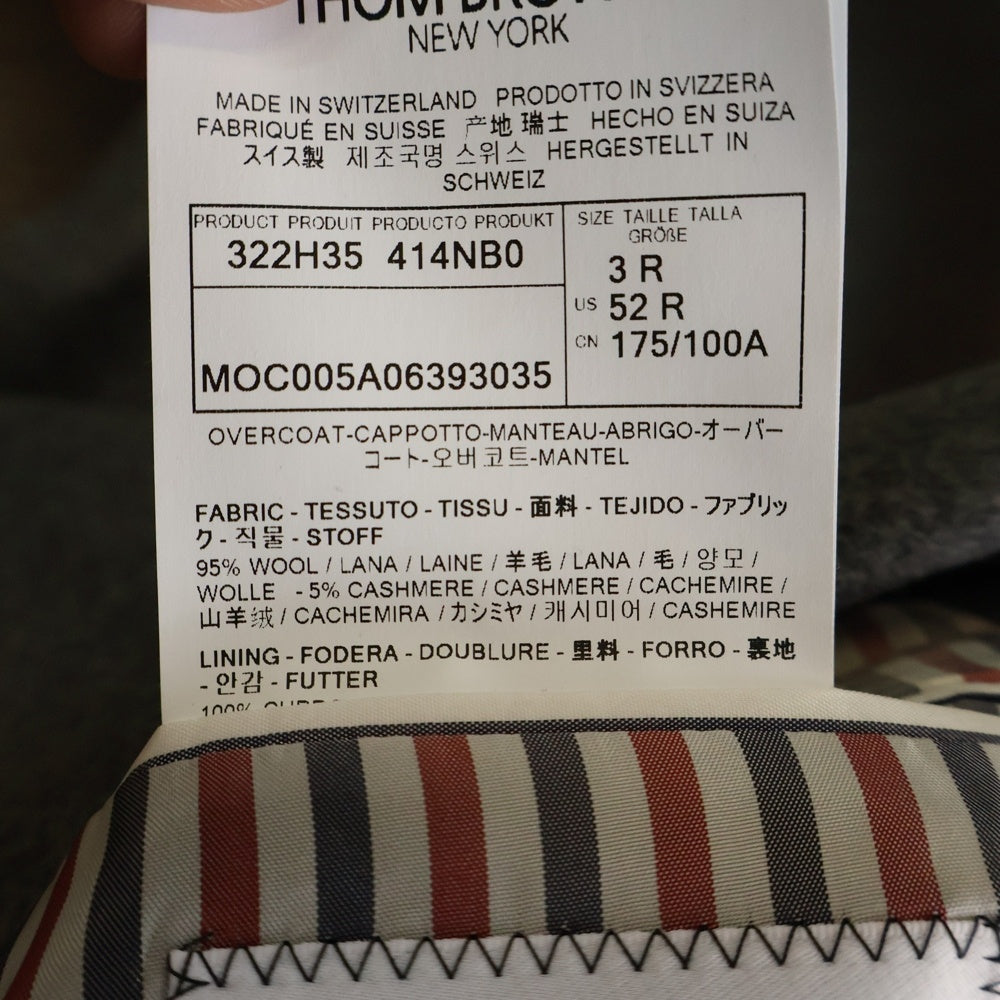 THOM BROWNE
NEW YORK
MADE IN SWITZERLAND PRODOTTO IN SVIZZERA
FABRIQUÉ EN SUISSE 产地 瑞士 HECHO EN SUIZA
スイス製 제조국명 스위스 HERGESTELLT IN
SCHWEIZ
PRODUCT PRODUIT PRODUCTO PRODUKT
322H35 414NB0
MOC005A06393035
SIZE TAILLE TALLA
GRÖßE
3 R
US 52 R
CN 175/100A
OVERCOAT-CAPPOTTO-MANTEAU-ABRIGO-オーバー
コート-오버 코트-MANTEL
FABRIC - TESSUTO - TISSU - 面料 - TEJIDO - ファブリッ
ク - 직물 - STOFF
95% WOOL / LANA / LAINE / 羊毛 / LANA / 毛 / 양모 /
WOLLE - 5% CASHMERE / CASHMERE / CACHEMIRE /
山羊绒 / CACHEMIRA / カシミヤ / 캐시미어 / CASHEMIRE
LINING - FODERA - DOUBLURE - 里料 - FORRO - 裏地
- 안감 - FUTTER
100%